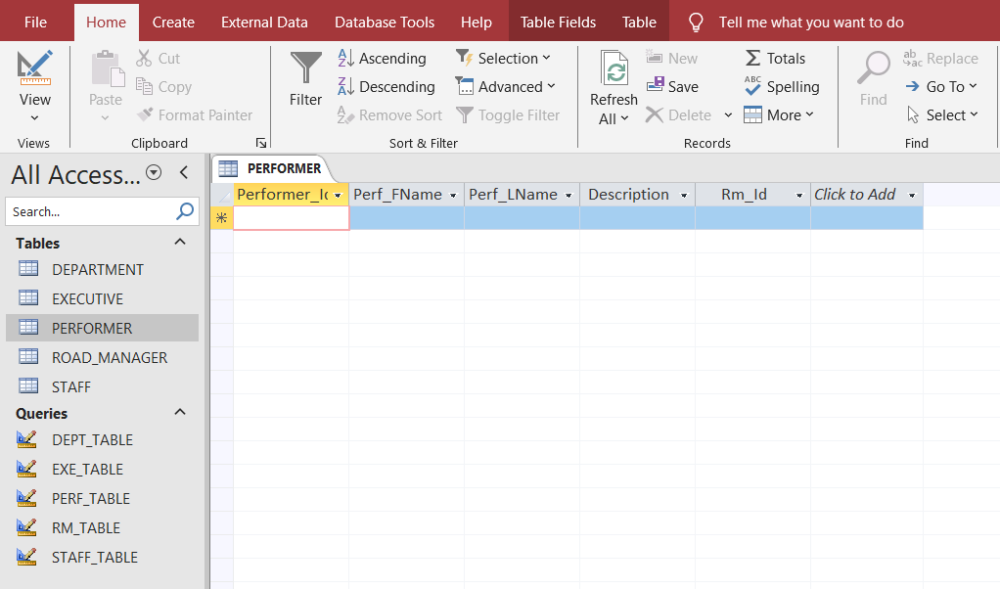 File Home Create External Data Database Tools Help Table Fields Table Tell me what you want to do
View
Views
Paste
Cut
Copy
Format Painter
Clipboard
Filter
Ascending
Descending
Remove Sort
Selection
Advanced
Toggle Filter
Sort & Filter
Refresh
All
New
Save
Delete
Totals
Spelling
More
Records
Find
Replace
Go To
Select
Find
All Access...
Search...
Tables
DEPARTMENT
EXECUTIVE
PERFORMER
ROAD_MANAGER
STAFF
Queries
DEPT_TABLE
EXE_TABLE
PERF_TABLE
RM_TABLE
STAFF_TABLE
PERFORMER
Performer_Ic Perf_FName Perf_LName Description Rm_Id Click to Add